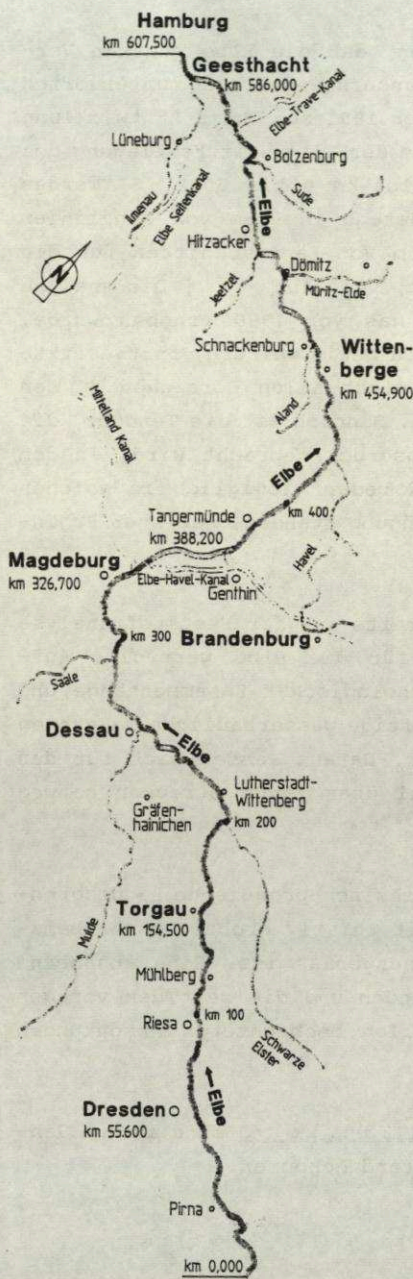 Hamburg
km 607,500
Geesthacht
km 586,000
Elbe-Trave-Kanal
Lüneburg
Bolzenburg
Ilmenau
Elbe Seitenkanal
Elbe
Sude
Hitzacker
Dömitz
Müritz-Elde
Jeetzel
Schnackenburg
Witten-
berge
km 454,900
Aland
Mittelland Kanal
Elbe
km 400
Tangermünde
km 388,200
Havel
Magdeburg
km 326,700
Elbe-Havel-Kanal
Genthin
Brandenburg
km 300
Saale
Dessau
Elbe
Lutherstadt-
Wittenberg
Gräfen-
hainichen
km 200
Torgau
km 154,500
Mulde
Mühlberg
km 100
Riesa
Schwarze
Elster
Elbe
Dresden
km 55.600
Pirna
km 0,000